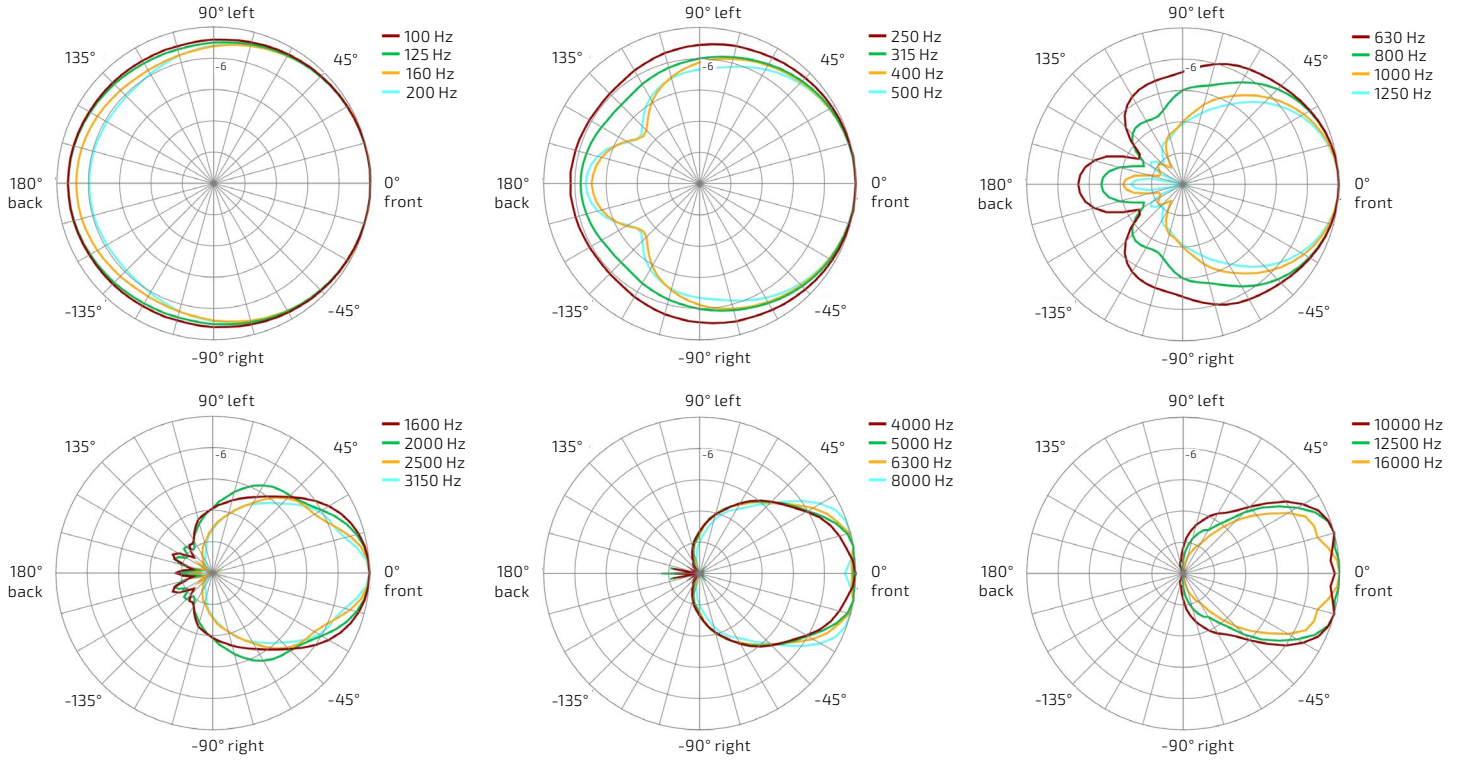 90° left
135°
45°
-6
180°
back
0°
front
-135°
-45°
-90° right
100 Hz
125 Hz
160 Hz
200 Hz
90° left
135°
45°
-6
180°
back
0°
front
-135°
-45°
-90° right
250 Hz
315 Hz
400 Hz
500 Hz
90° left
135°
45°
-6
180°
back
0°
front
-135°
-45°
-90° right
630 Hz
800 Hz
1000 Hz
1250 Hz
90° left
135°
45°
-6
180°
back
0°
front
-135°
-45°
-90° right
1600 Hz
2000 Hz
2500 Hz
3150 Hz
90° left
135°
45°
-6
180°
back
0°
front
-135°
-45°
-90° right
4000 Hz
5000 Hz
6300 Hz
8000 Hz
90° left
135°
45°
-6
180°
back
0°
front
-135°
-45°
-90° right
10000 Hz
12500 Hz
16000 Hz